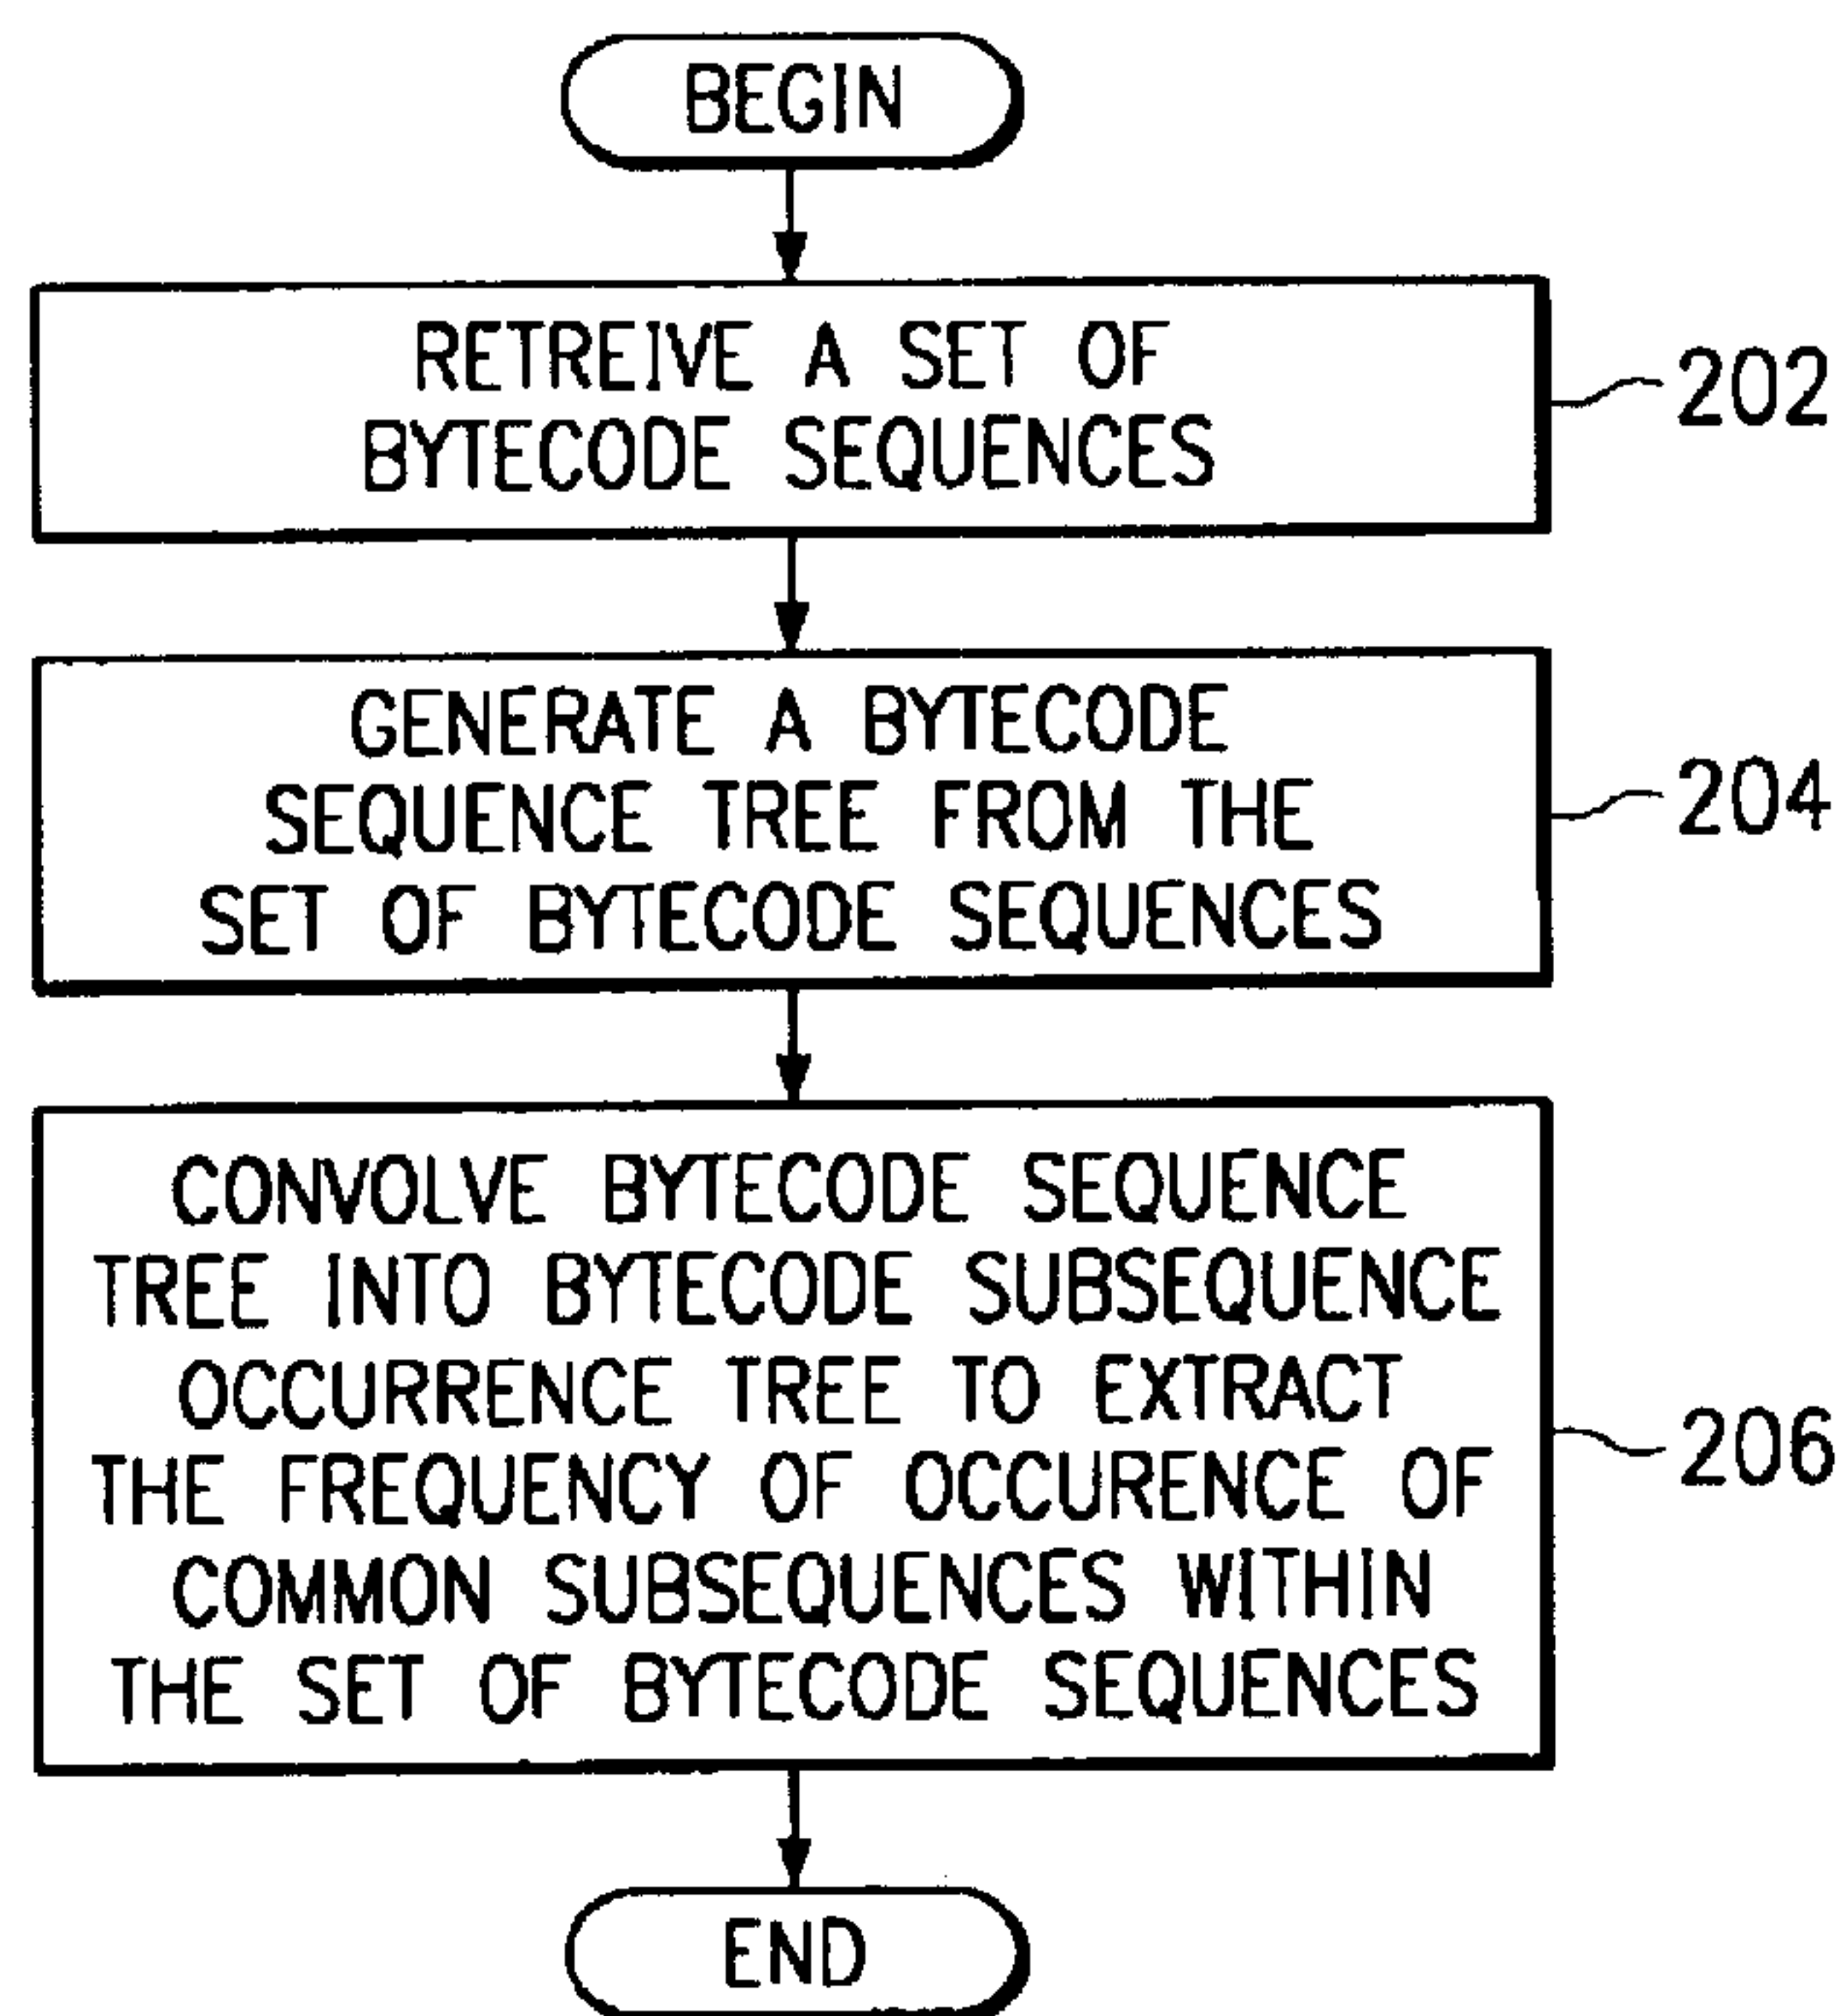 BEGIN
RETREIVE A SET OF
BYTECODE SEQUENCES
202
GENERATE A BYTECODE
SEQUENCE TREE FROM THE
SET OF BYTECODE SEQUENCES
204
CONVOLVE BYTECODE SEQUENCE
TREE INTO BYTECODE SUBSEQUENCE
OCCURRENCE TREE TO EXTRACT
THE FREQUENCY OF OCCURENCE OF
COMMON SUBSEQUENCES WITHIN
THE SET OF BYTECODE SEQUENCES
206
END